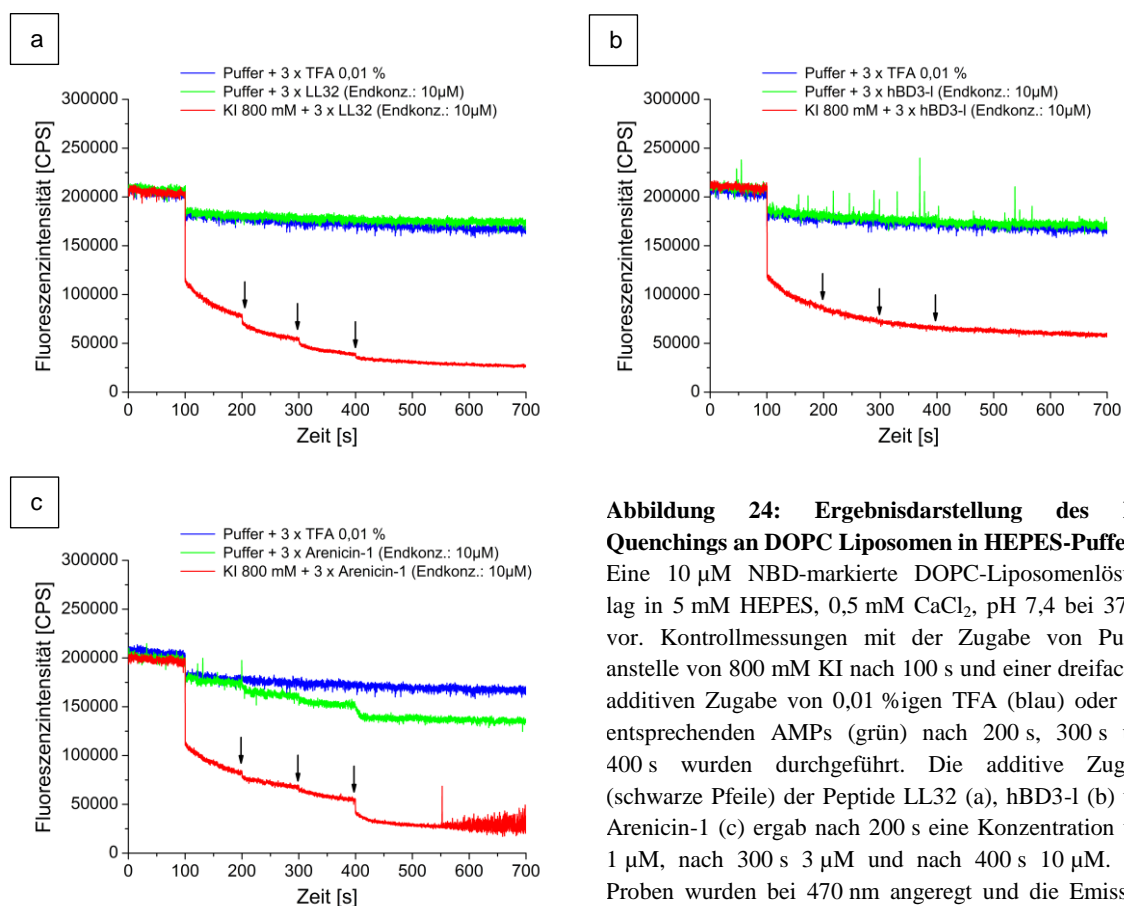 a
Puffer + 3 x TFA 0,01 %
Puffer + 3 x LL32 (Endkonz.: 10µM)
KI 800 mM + 3 x LL32 (Endkonz.: 10µM)
300000
250000
200000
150000
100000
50000
0
Fluoreszenzintensität [CPS]
0 100 200 300 400 500 600 700
Zeit [s]
b
Puffer + 3 x TFA 0,01 %
Puffer + 3 x hBD3-l (Endkonz.: 10µM)
KI 800 mM + 3 x hBD3-l (Endkonz.: 10µM)
300000
250000
200000
150000
100000
50000
0
Fluoreszenzintensität [CPS]
0 100 200 300 400 500 600 700
Zeit [s]
c
Puffer + 3 x TFA 0,01 %
Puffer + 3 x Arenicin-1 (Endkonz.: 10µM)
KI 800 mM + 3 x Arenicin-1 (Endkonz.: 10µM)
300000
250000
200000
150000
100000
50000
0
Fluoreszenzintensität [CPS]
0 100 200 300 400 500 600 700
Zeit [s]
Abbildung 24: Ergebnisdarstellung des
Quenchings an DOPC Liposomen in HEPES-Puffe
Eine 10 µM NBD-markierte DOPC-Liposomenlös
lag in 5 mM HEPES, 0,5 mM CaCl₂, pH 7,4 bei 37
vor. Kontrollmessungen mit der Zugabe von Pu
anstelle von 800 mM KI nach 100 s und einer dreifac
additiven Zugabe von 0,01 %igen TFA (blau) oder
entsprechenden AMPs (grün) nach 200 s, 300 s
400 s wurden durchgeführt. Die additive Zug
(schwarze Pfeile) der Peptide LL32 (a), hBD3-l (b)
Arenicin-1 (c) ergab nach 200 s eine Konzentration
1 µM, nach 300 s 3 µM und nach 400 s 10 µM.
Proben wurden bei 470 nm angeregt und die Emiss